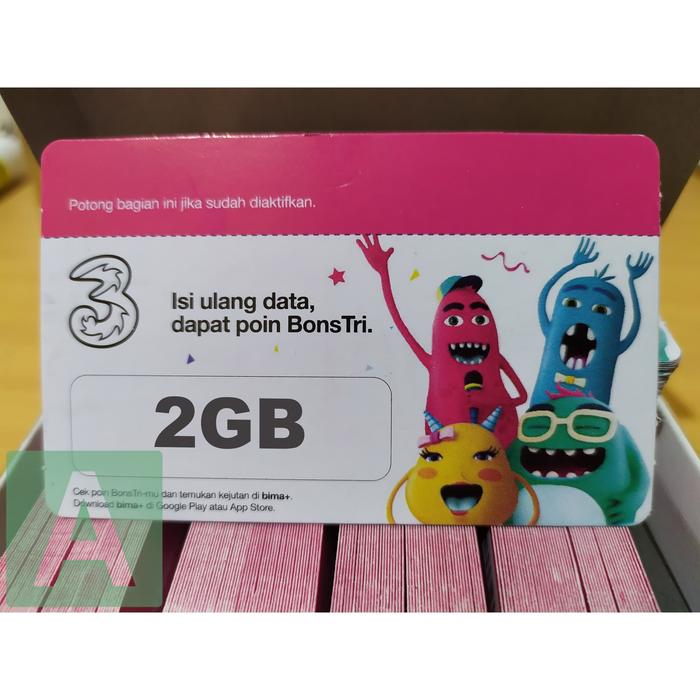 Potong bagian ini jika sudah diaktifkan.
3
Isi ulang data,
dapat poin BonsTri.
2GB
Cek poin BonsTri-mu dan temukan kejutan di bima+.
Download bima+ di Google Play atau App Store.
A